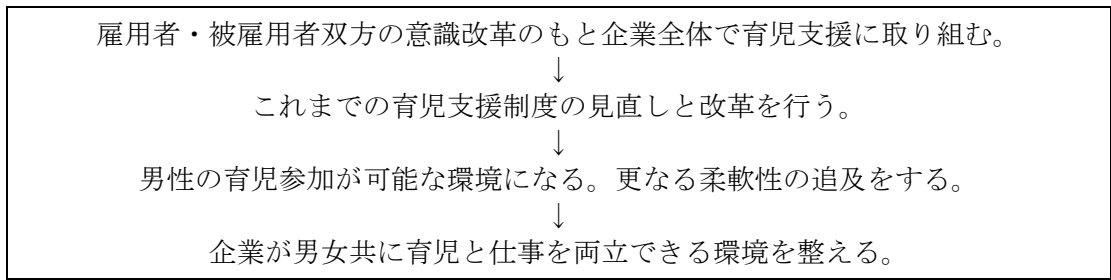 雇用者・被雇用者双方の意識改革のもと企業全体で育児支援に取り組む。
↓
これまでの育児支援制度の見直しと改革を行う。
↓
男性の育児参加が可能な環境になる。更なる柔軟性の追及をする。
↓
企業が男女共に育児と仕事を両立できる環境を整える。